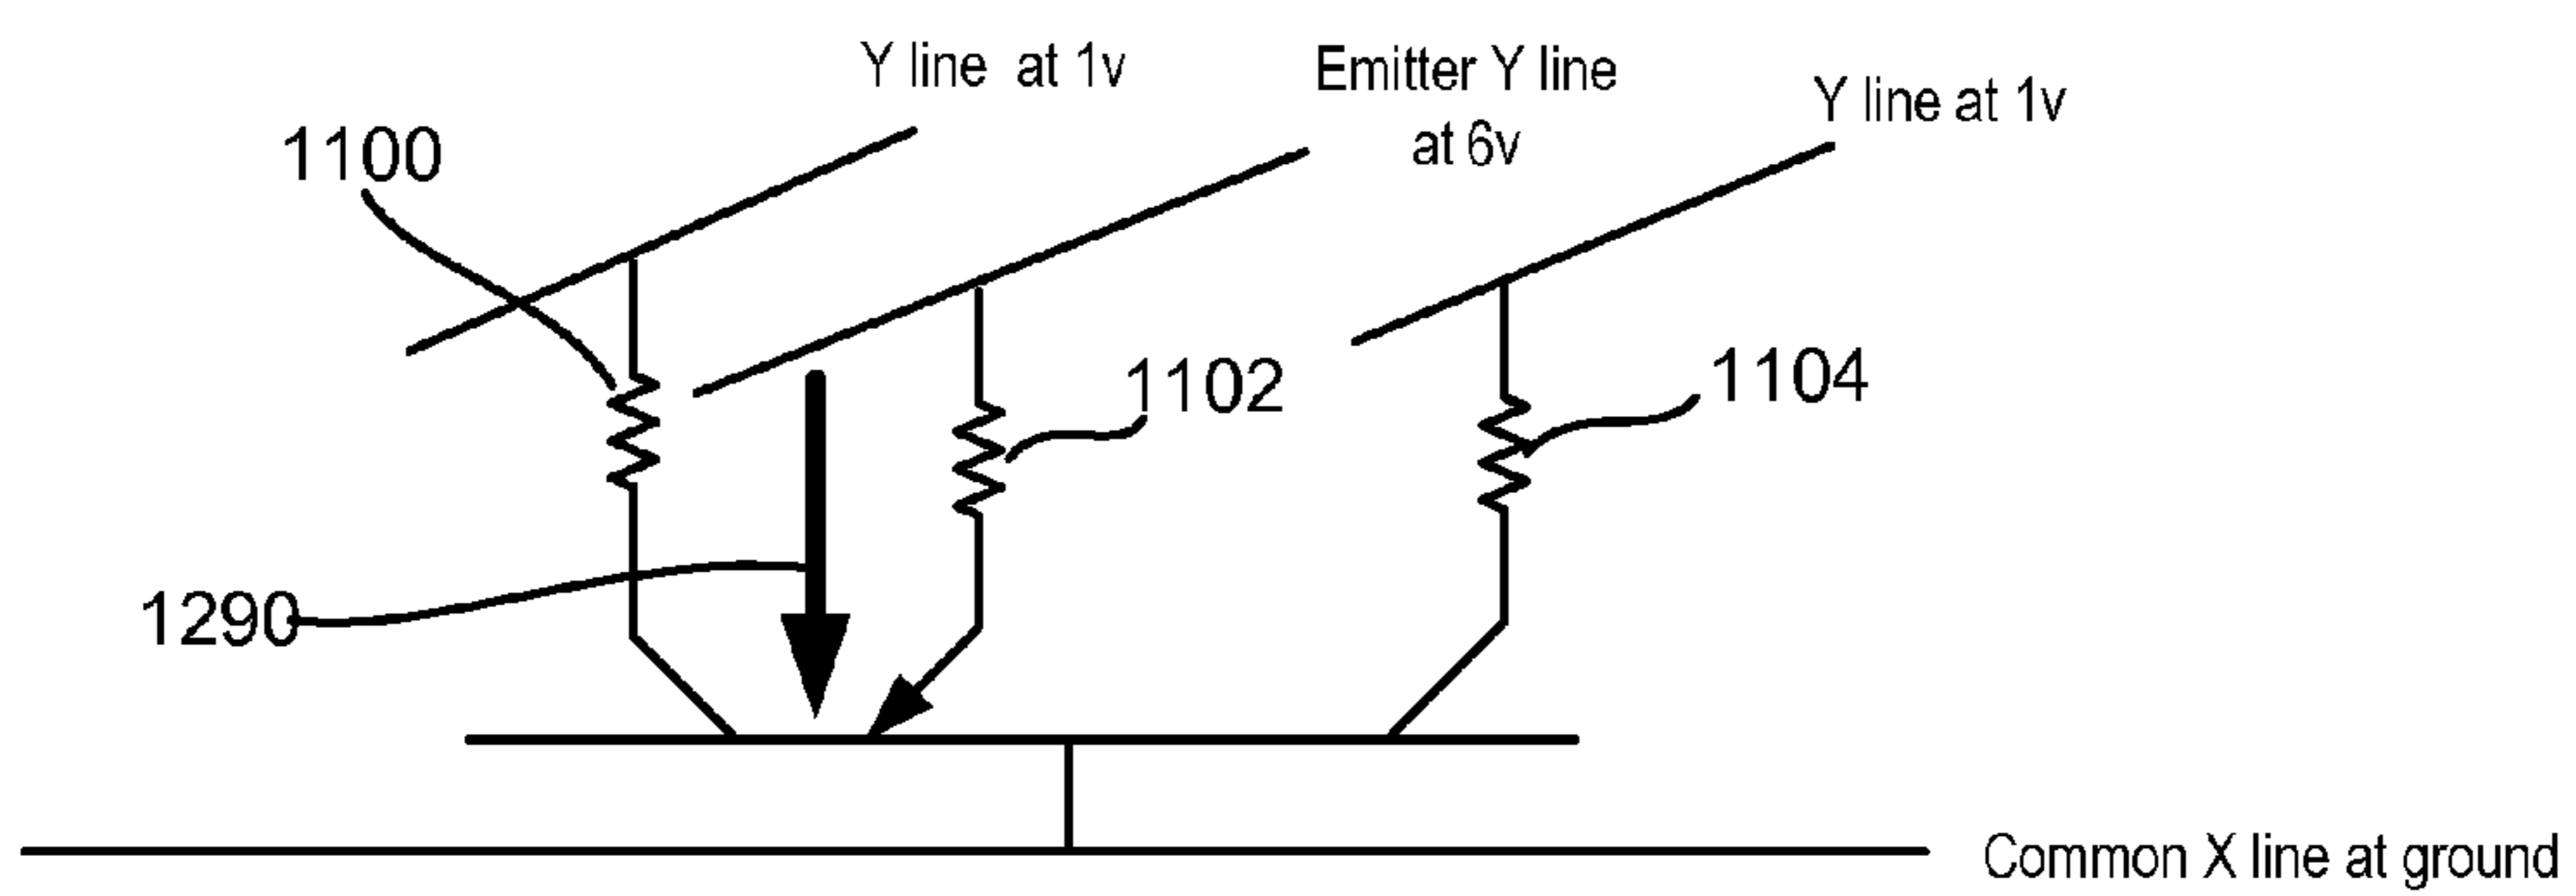 Y line at 1v
Emitter Y line
at 6v
Y line at 1v
1100
1102
1104
1290
Common X line at ground